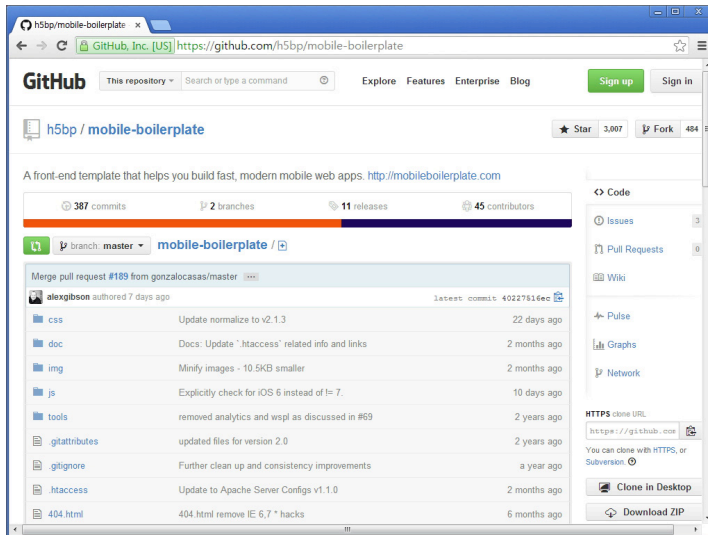 h5bp/mobile-boilerplate ×
GitHub, Inc. [US] https://github.com/h5bp/mobile-boilerplate
GitHub This repository Search or type a command Explore Features Enterprise Blog Sign up Sign in
h5bp / mobile-boilerplate Star 3,007 Fork 484
A front-end template that helps you build fast, modern mobile web apps. http://mobileboilerplate.com
387 commits 2 branches 11 releases 45 contributors
branch: master mobile-boilerplate /
Merge pull request #189 from gonzalocasas/master ...
alexgibson authored 7 days ago latest commit 40227516ec
css Update normalize to v2.1.3 22 days ago
doc Docs: Update `.htaccess` related info and links 2 months ago
img Minify images - 10.5KB smaller 2 months ago
js Explicitly check for iOS 6 instead of != 7. 10 days ago
tools removed analytics and wspl as discussed in #69 2 years ago
.gitattributes updated files for version 2.0 2 years ago
.gitignore Further clean up and consistency improvements a year ago
.htaccess Update to Apache Server Configs v1.1.0 2 months ago
404.html 404.html remove IE 6,7 * hacks 6 months ago
Code
Issues 3
Pull Requests 0
Wiki
Pulse
Graphs
Network
HTTPS clone URL
https://github.com
You can clone with HTTPS, or
Subversion.
Clone in Desktop
Download ZIP